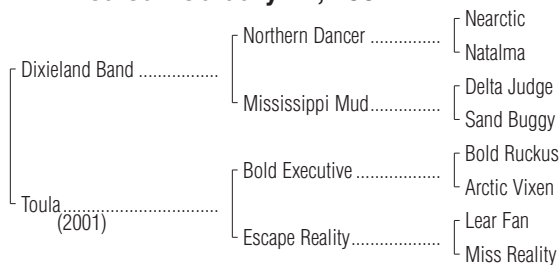 Nearctic
Northern Dancer ...................
Natalma
Dixieland Band ..................
Delta Judge
Mississippi Mud ................
Sand Buggy
Bold Ruckus
Bold Executive ......................
Arctic Vixen
Toula ........................................
(2001)
Lear Fan
Escape Reality .......................
Miss Reality